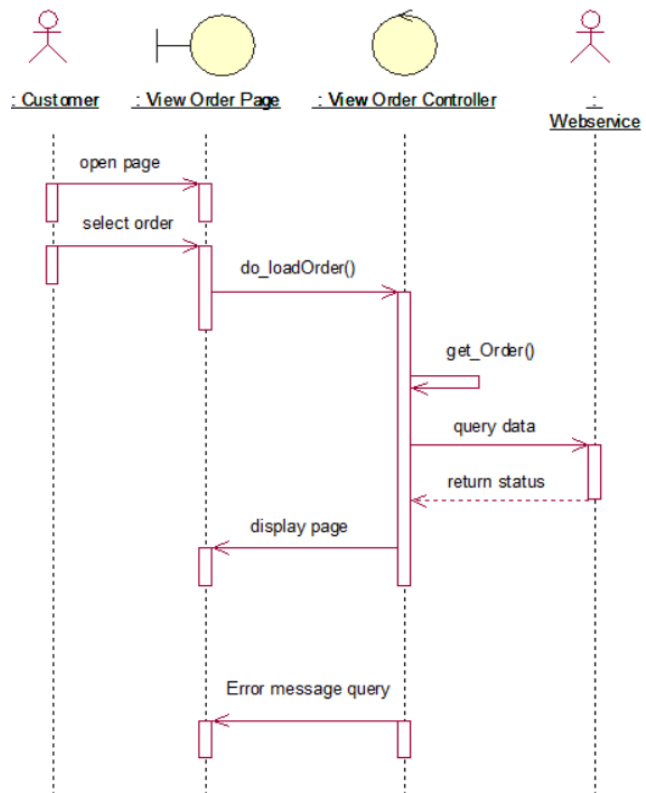 : Customer
: View Order Page
: View Order Controller
:
Webservice
open page
select order
do_loadOrder()
get_Order()
query data
return status
display page
Error message query